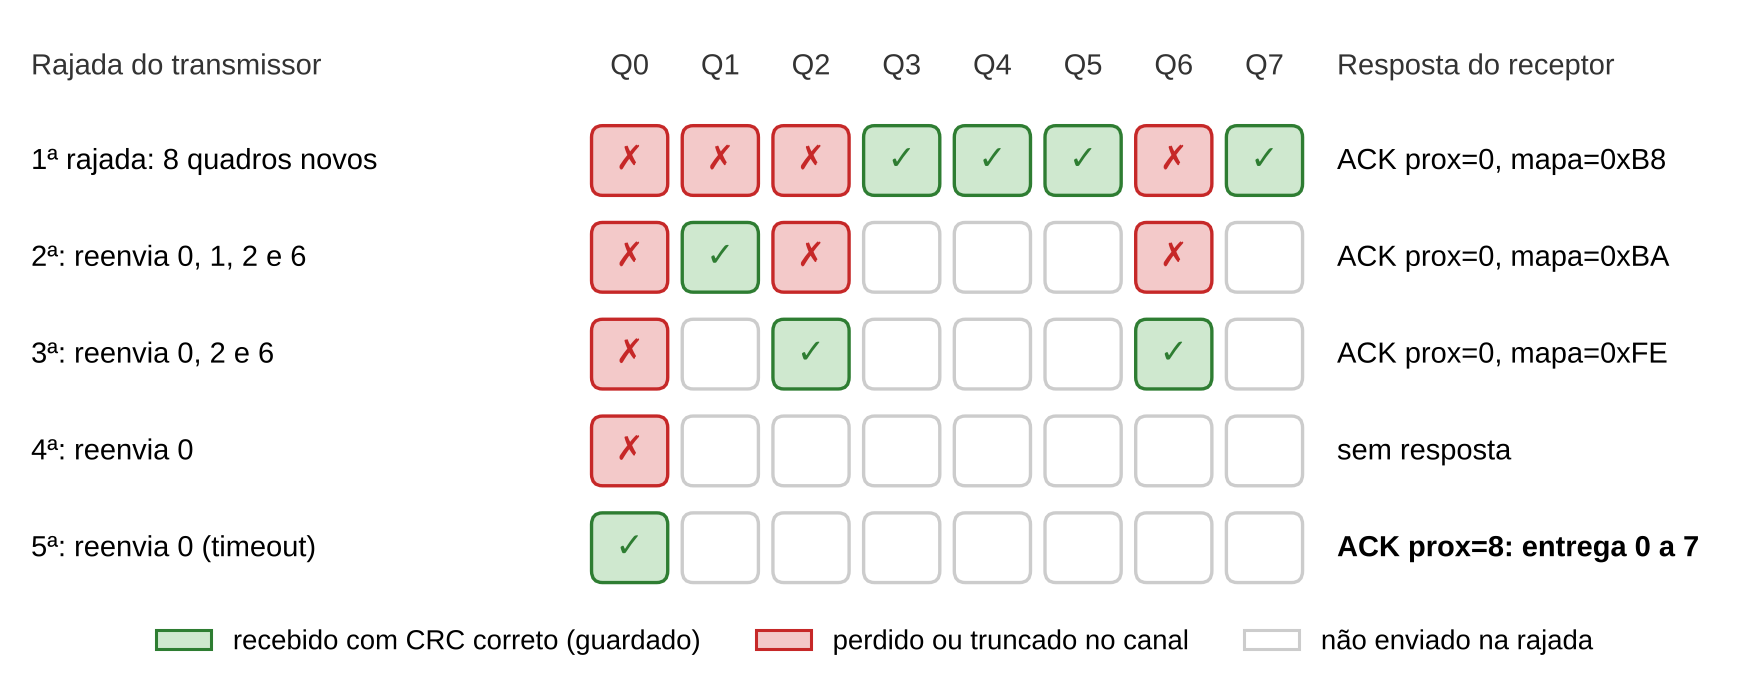 Rajada do transmissor Q0 Q1 Q2 Q3 Q4 Q5 Q6 Q7 Resposta do receptor
1ª rajada: 8 quadros novos ✗ ✗ ✗ ✓ ✓ ✓ ✗ ✓ ACK prox=0, mapa=0xB8
2ª: reenvia 0, 1, 2 e 6 ✗ ✓ ✗ ✗ ACK prox=0, mapa=0xBA
3ª: reenvia 0, 2 e 6 ✗ ✓ ✓ ACK prox=0, mapa=0xFE
4ª: reenvia 0 ✗ sem resposta
5ª: reenvia 0 (timeout) ✓ ACK prox=8: entrega 0 a 7
recebido com CRC correto (guardado) perdido ou truncado no canal não enviado na rajada